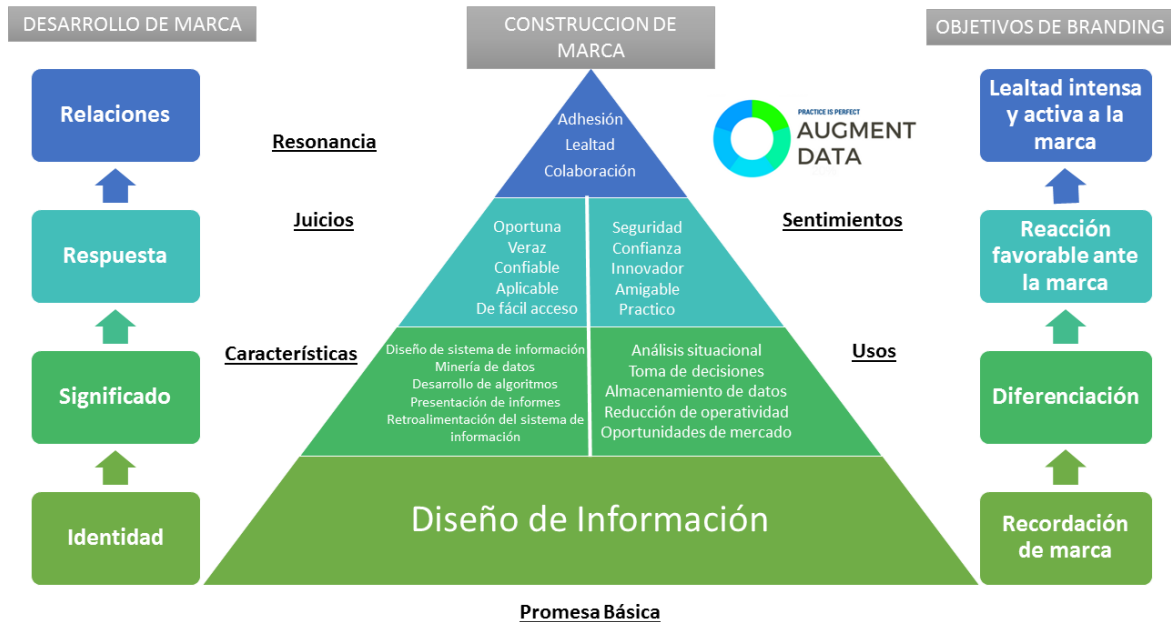 DESARROLLO DE MARCA
CONSTRUCCION DE
MARCA
OBJETIVOS DE BRANDING
Relaciones
Respuesta
Significado
Identidad
Resonancia
Juicios
Características
Adhesión
Lealtad
Colaboración
Oportuna
Veraz
Confiable
Aplicable
De fácil acceso
Seguridad
Confianza
Innovador
Amigable
Practico
Diseño de sistema de información
Minería de datos
Desarrollo de algoritmos
Presentación de informes
Retroalimentación del sistema de
información
Análisis situacional
Toma de decisiones
Almacenamiento de datos
Reducción de operatividad
Oportunidades de mercado
Diseño de Información
Promesa Básica
PRACTICE IS PERFECT
AUGMENT
DATA
Sentimientos
Usos
Lealtad intensa
y activa a la
marca
Reacción
favorable ante
la marca
Diferenciación
Recordación
de marca